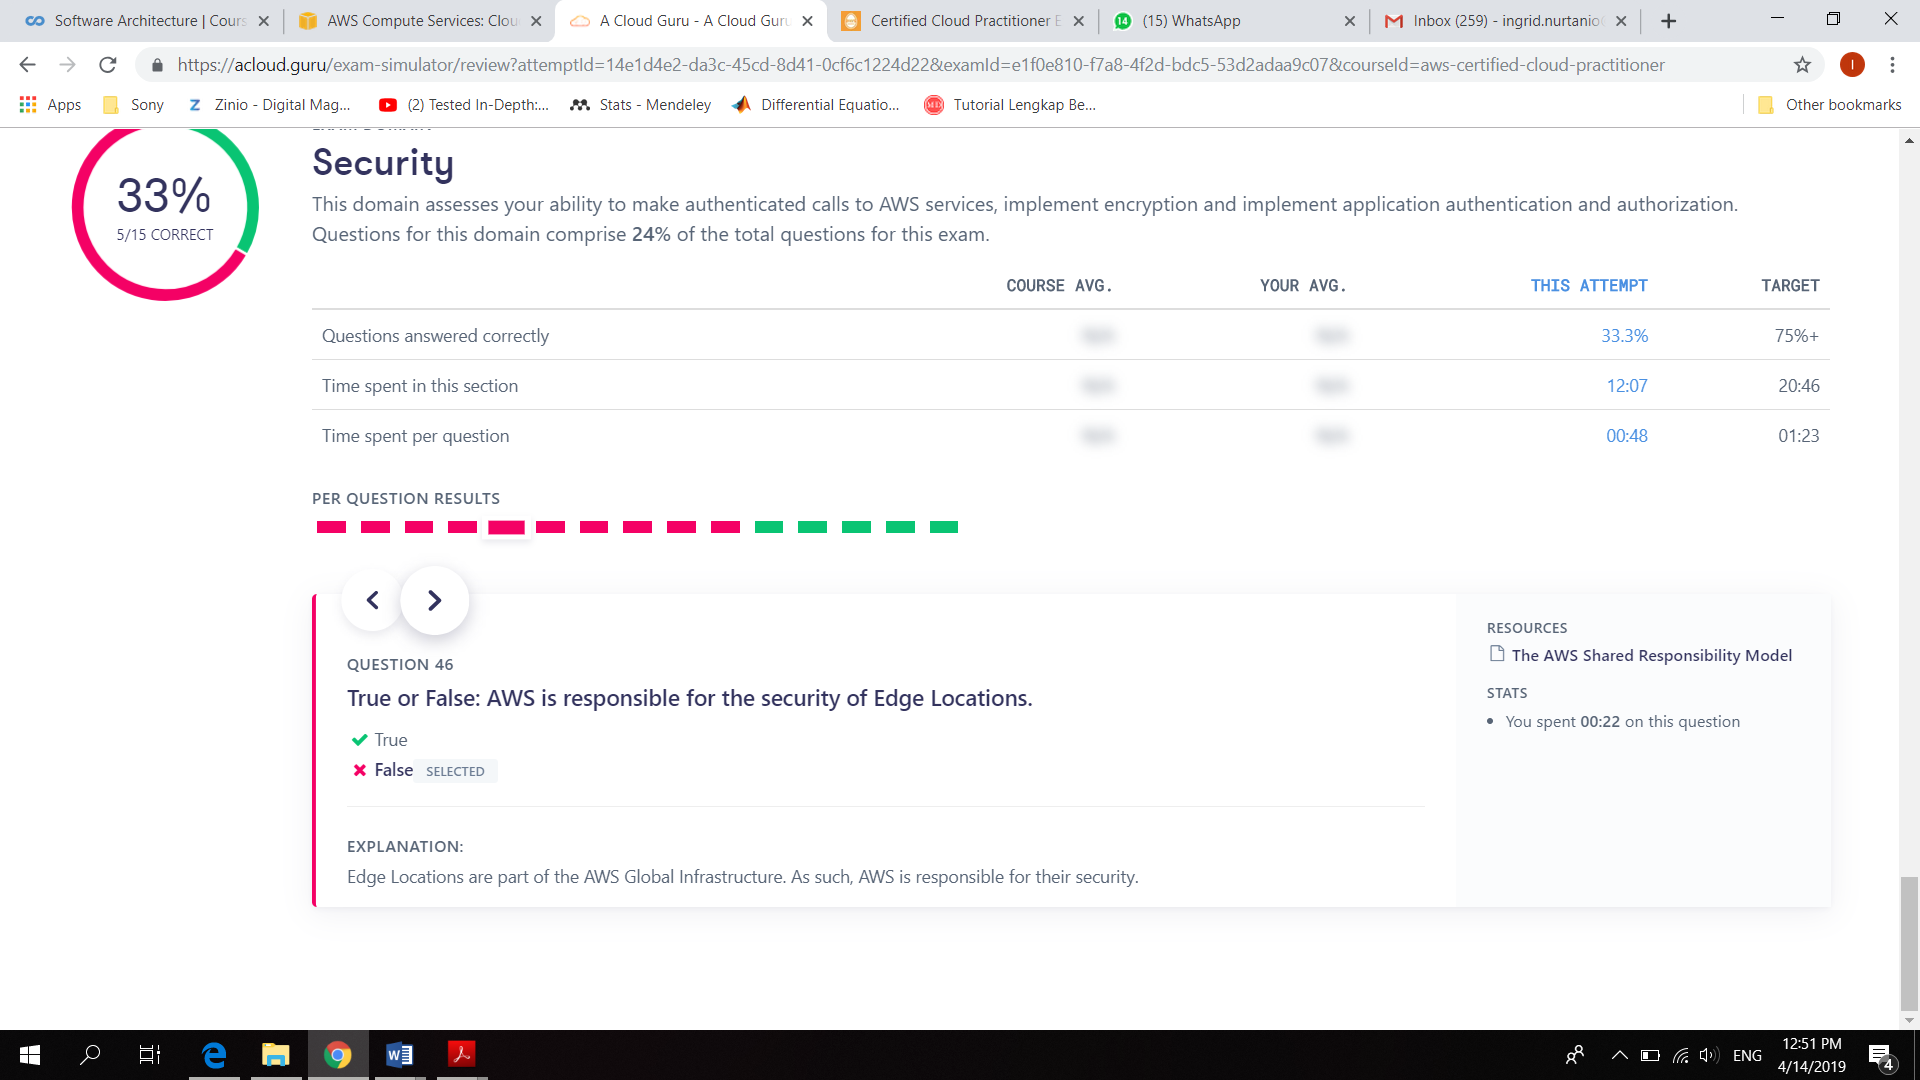 Software Architecture | Cours
AWS Compute Services: Clou
A Cloud Guru - A Cloud Guru
Certified Cloud Practitioner E
(15) WhatsApp
Inbox (259) - ingrid.nurtanio
https://acloud.guru/exam-simulator/review?attemptId=14e1d4e2-da3c-45cd-8d41-0cf6c1224d22&examId=e1f0e810-f7a8-4f2d-bdc5-53d2adaa9c07&courseId=aws-certified-cloud-practitioner
Apps
Sony
Zinio - Digital Mag...
(2) Tested In-Depth:...
Stats - Mendeley
Differential Equatio...
Tutorial Lengkap Be...
Other bookmarks
33%
5/15 CORRECT
Security
This domain assesses your ability to make authenticated calls to AWS services, implement encryption and implement application authentication and authorization.
Questions for this domain comprise 24% of the total questions for this exam.
COURSE AVG. YOUR AVG. THIS ATTEMPT TARGET
Questions answered correctly 33.3% 75%+
Time spent in this section 12:07 20:46
Time spent per question 00:48 01:23
PER QUESTION RESULTS
QUESTION 46
True or False: AWS is responsible for the security of Edge Locations.
True
False SELECTED
EXPLANATION:
Edge Locations are part of the AWS Global Infrastructure. As such, AWS is responsible for their security.
RESOURCES
The AWS Shared Responsibility Model
STATS
You spent 00:22 on this question
ENG
12:51 PM
4/14/2019
4